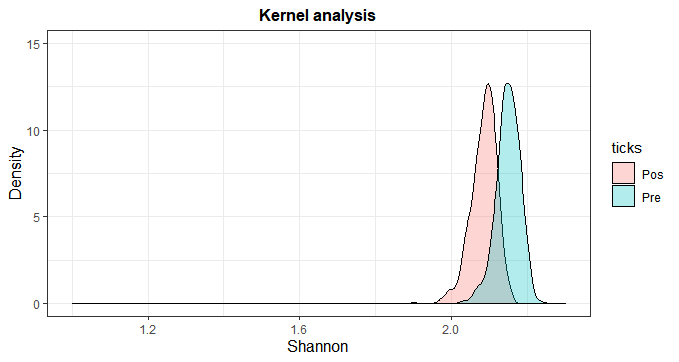 Kernel analysis
15
10
5
0
Density
1.2 1.6 2.0
Shannon
ticks
Pos
Pre